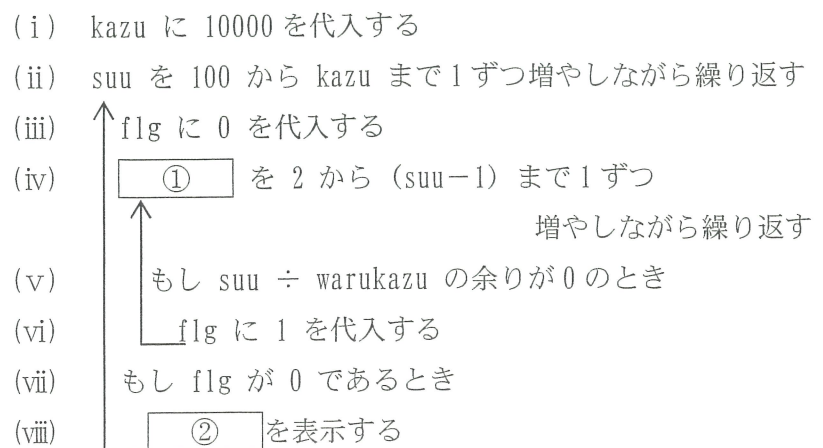 (ⅰ) kazu に 10000 を代入する
(ⅱ) suu を 100 から kazu まで1ずつ増やしながら繰り返す
(ⅲ) flg に 0 を代入する
(ⅳ) ① を 2 から (suu－1) まで1ずつ
増やしながら繰り返す
(ⅴ) もし suu ÷ warukazu の余りが0のとき
(ⅵ) flg に 1 を代入する
(ⅶ) もし flg が 0 であるとき
(ⅷ) ② を表示する